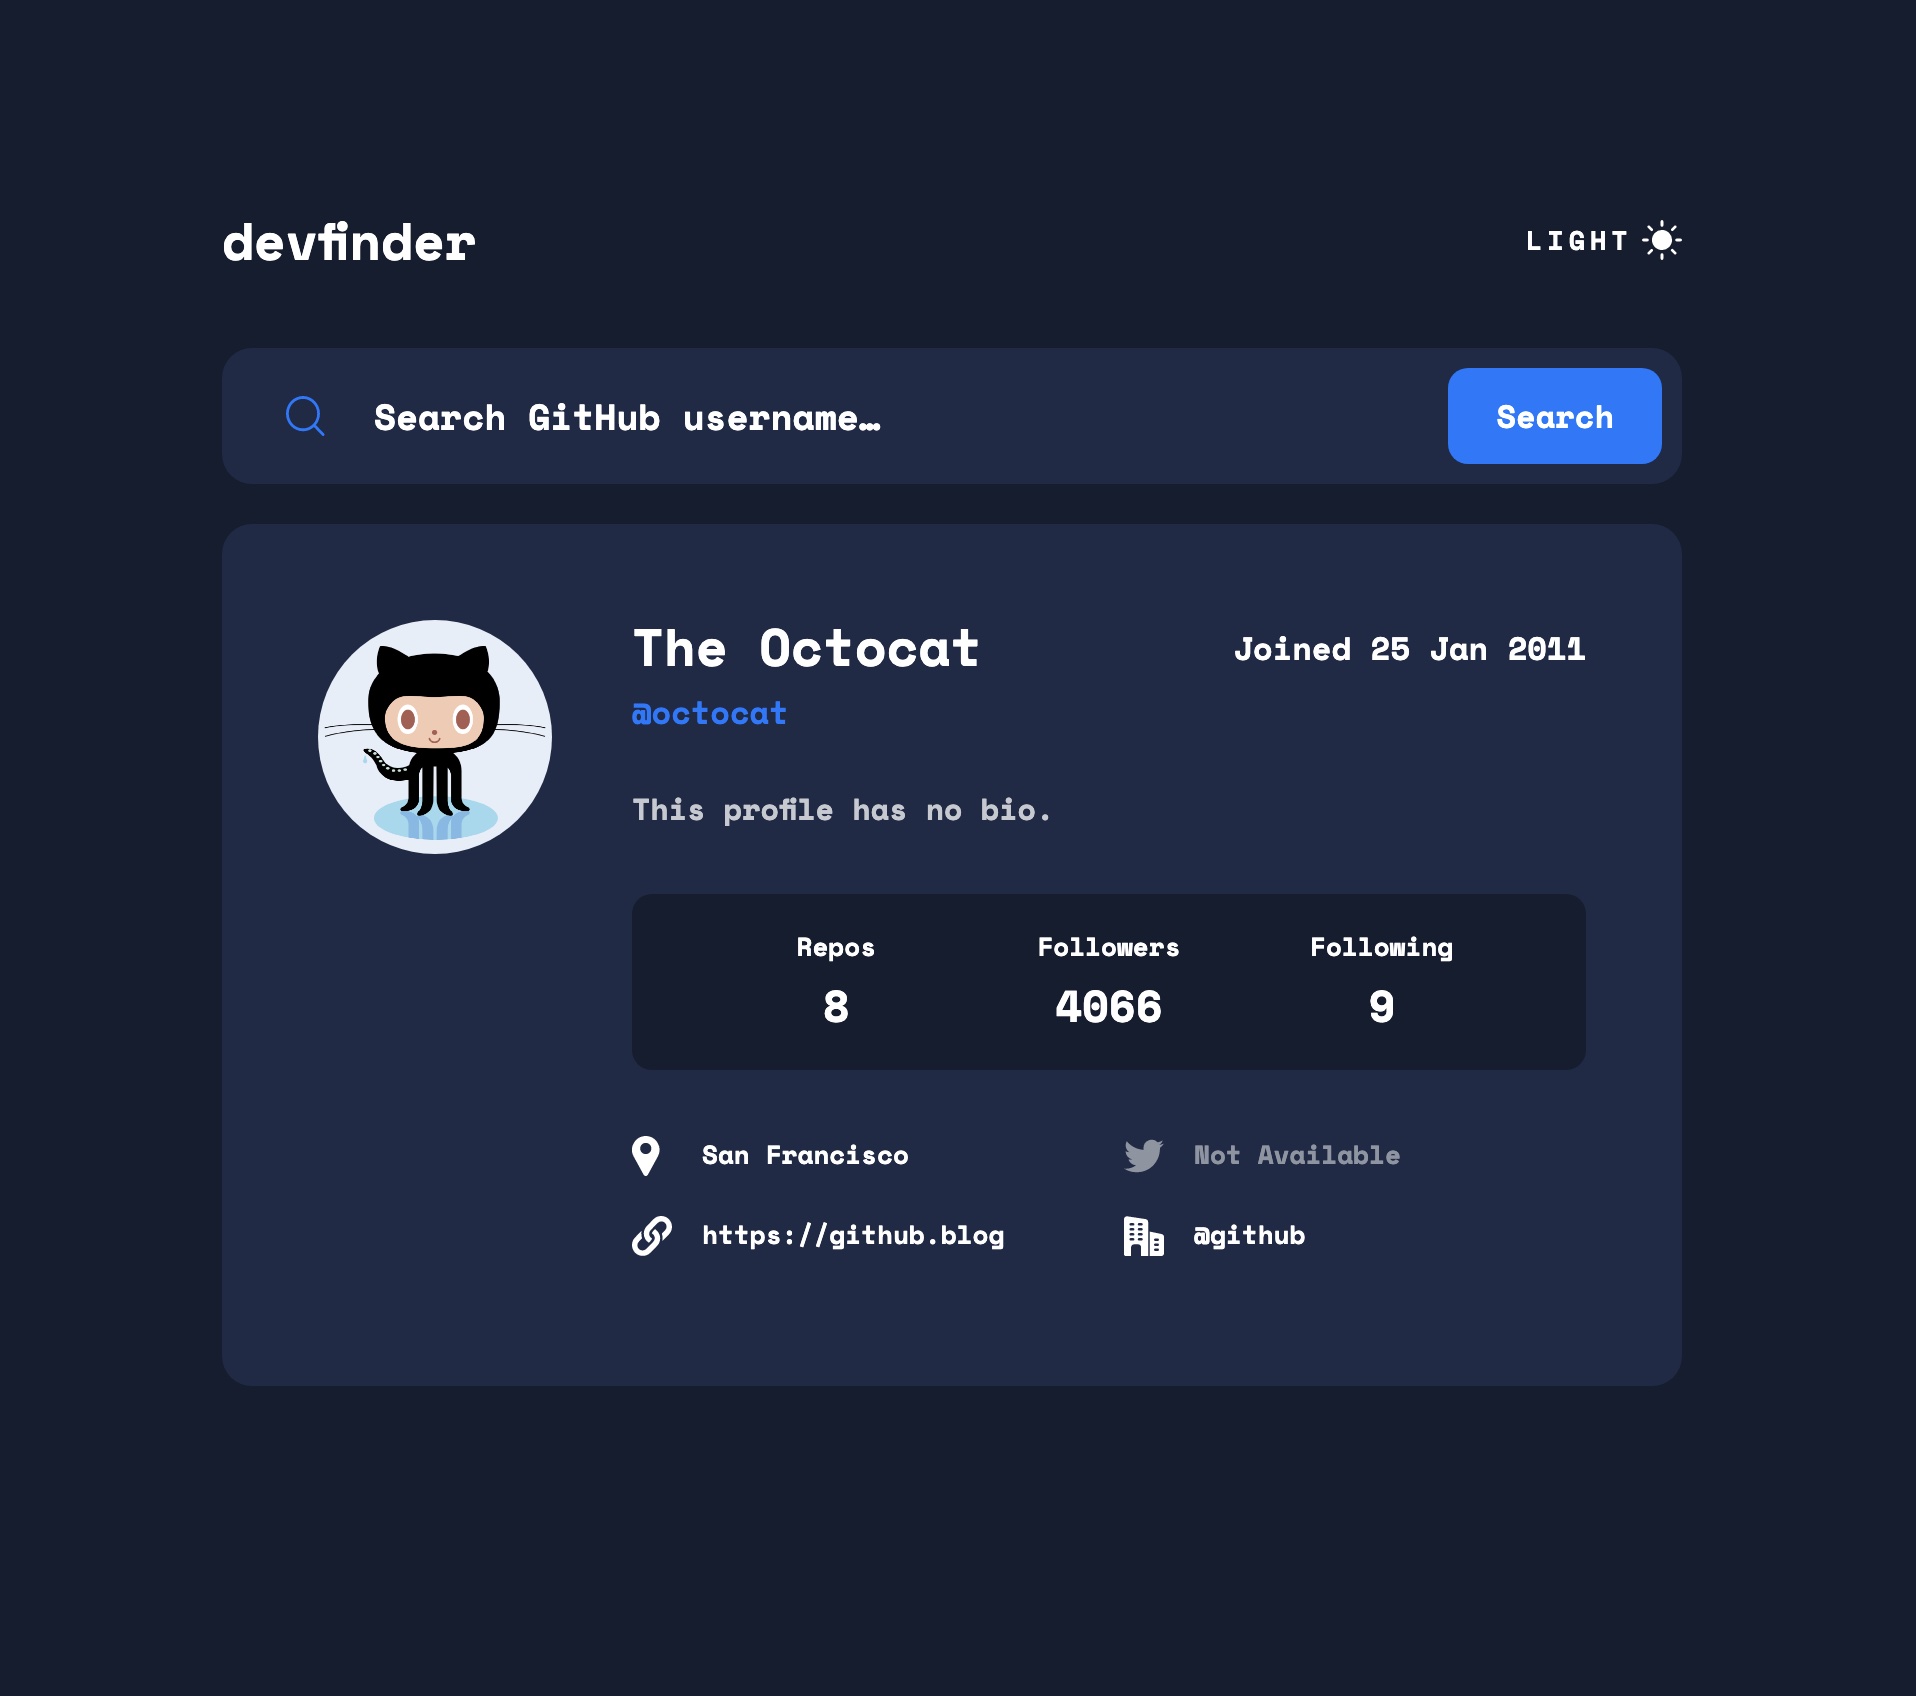 devfinder
LIGHT
Search GitHub username…
Search
The Octocat
Joined 25 Jan 2011
@octocat
This profile has no bio.
Repos
Followers
Following
8
4066
9
San Francisco
Not Available
https://github.blog
@github